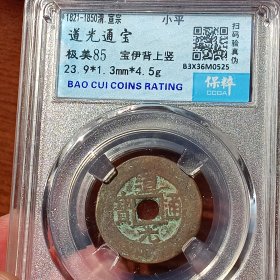 1821-1850清.宣宗 小平
道光通宝
极美85 宝伊背上竖
23.9*1.3mm*4.5g
BAO CUI COINS RATING
扫码验真伪
B3X36M0525
保粹
CCGA
道光通寶